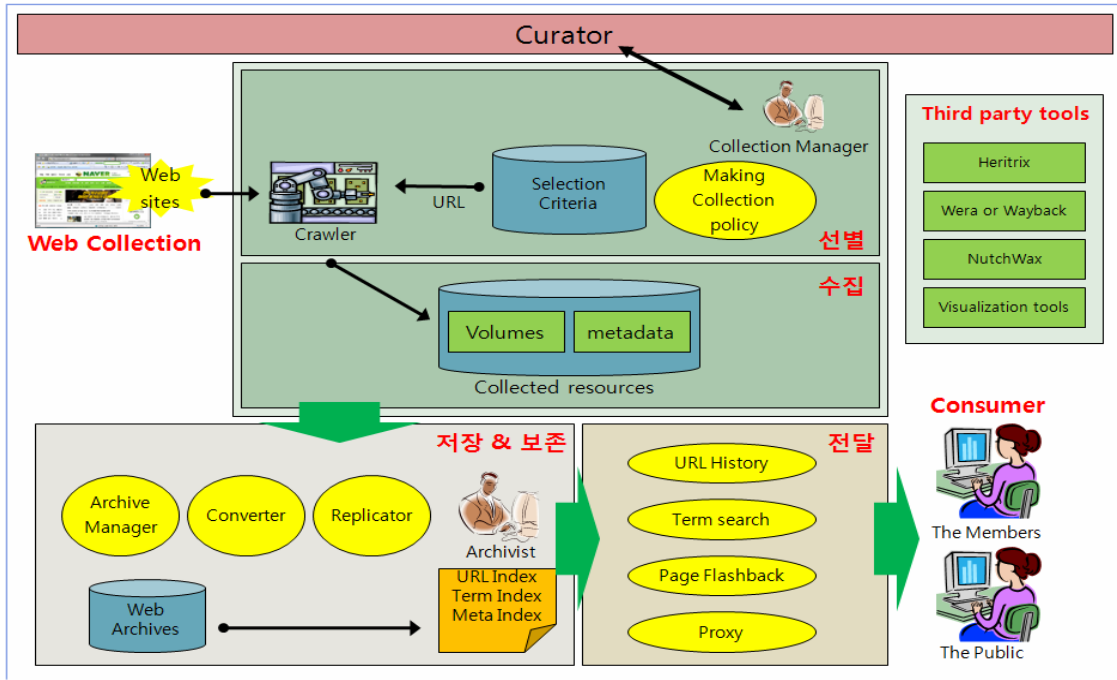 Curator
Collection Manager
Third party tools
Heritrix
Wera or Wayback
NutchWax
Visualization tools
NAVER
Web
sites
Web Collection
Crawler
URL
Selection
Criteria
Making
Collection
policy
선별
수집
Volumes
metadata
Collected resources
저장 & 보존
Archive
Manager
Converter
Replicator
Archivist
Web
Archives
URL Index
Term Index
Meta Index
전달
URL History
Term search
Page Flashback
Proxy
Consumer
The Members
The Public